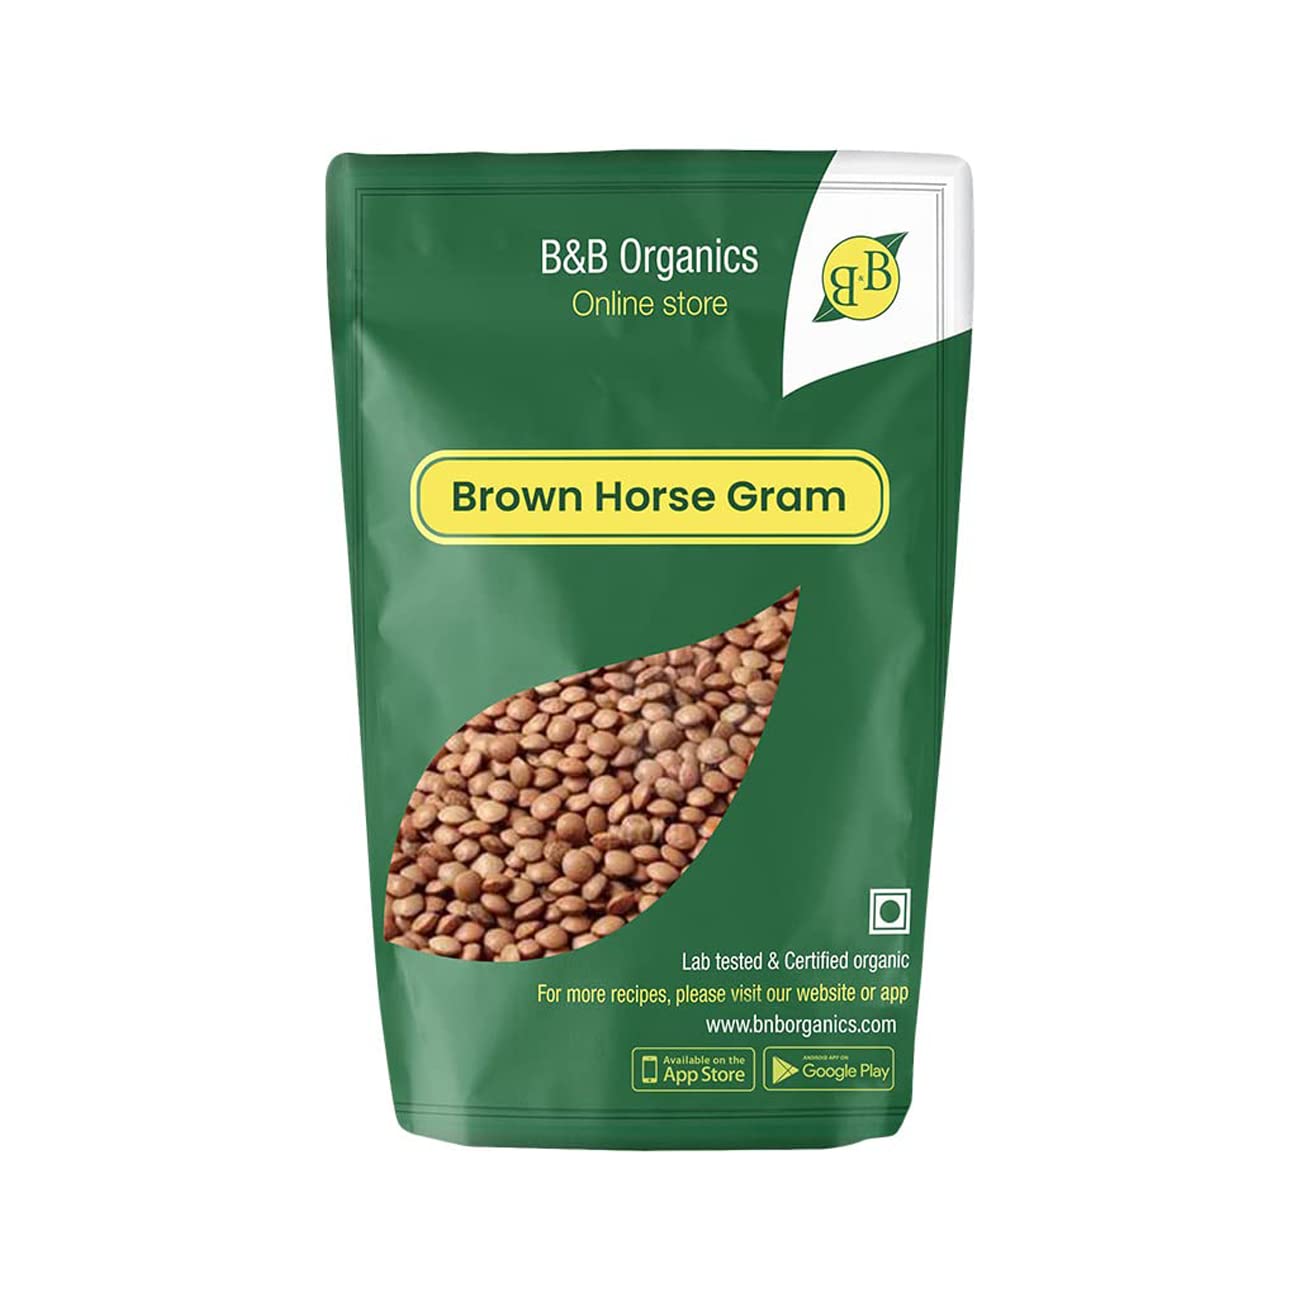 B&B Organics
Online store
B&B
Brown Horse Gram
Lab tested & Certified organic
For more recipes, please visit our website or app
www.bnborganics.com
Available on the
App Store
ANDROID APP ON
Google Play